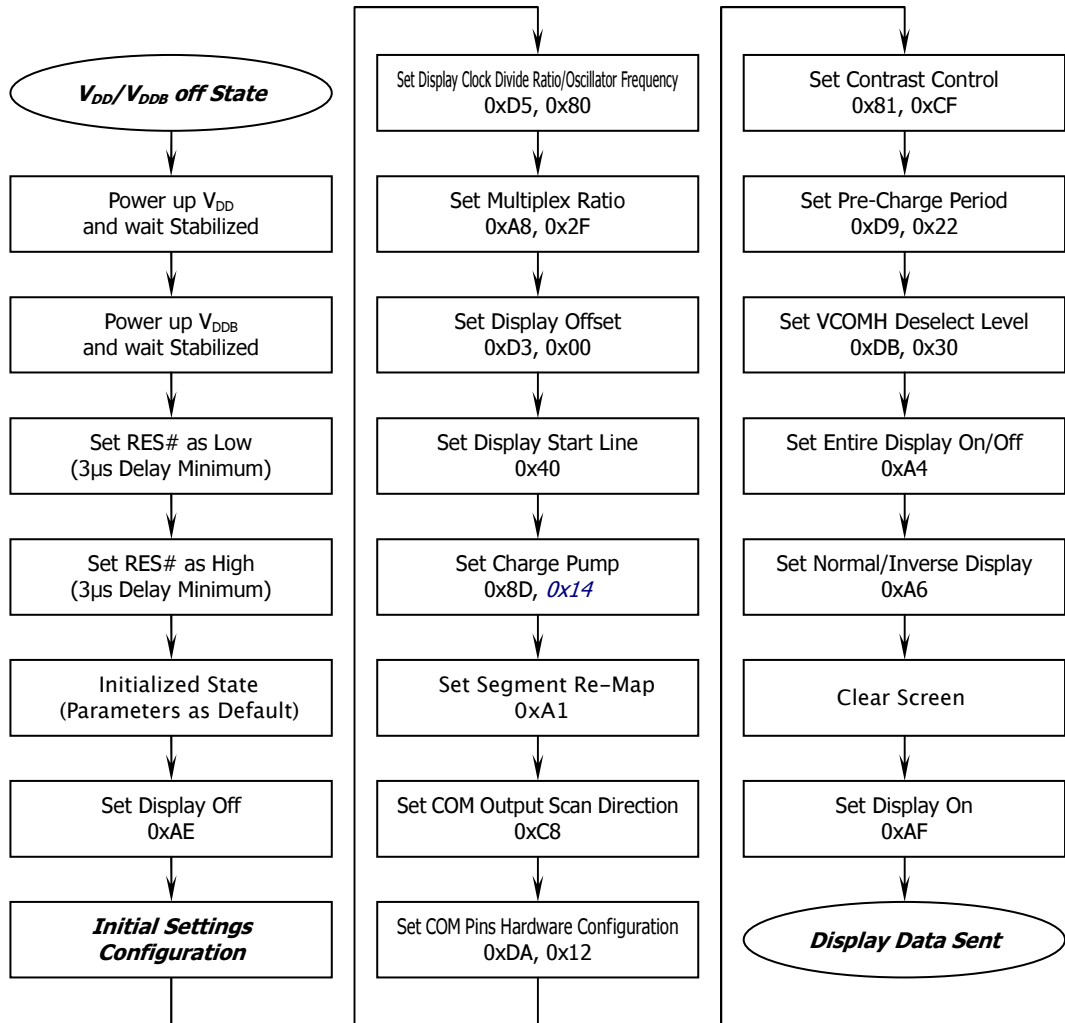 V_DD/V_DDB off State
Power up V_DD
and wait Stabilized
Power up V_DDB
and wait Stabilized
Set RES# as Low
(3µs Delay Minimum)
Set RES# as High
(3µs Delay Minimum)
Initialized State
(Parameters as Default)
Set Display Off
0xAE
Initial Settings
Configuration
Set Display Clock Divide Ratio/Oscillator Frequency
0xD5, 0x80
Set Multiplex Ratio
0xA8, 0x2F
Set Display Offset
0xD3, 0x00
Set Display Start Line
0x40
Set Charge Pump
0x8D, 0x14
Set Segment Re-Map
0xA1
Set COM Output Scan Direction
0xC8
Set COM Pins Hardware Configuration
0xDA, 0x12
Set Contrast Control
0x81, 0xCF
Set Pre-Charge Period
0xD9, 0x22
Set VCOMH Deselect Level
0xDB, 0x30
Set Entire Display On/Off
0xA4
Set Normal/Inverse Display
0xA6
Clear Screen
Set Display On
0xAF
Display Data Sent